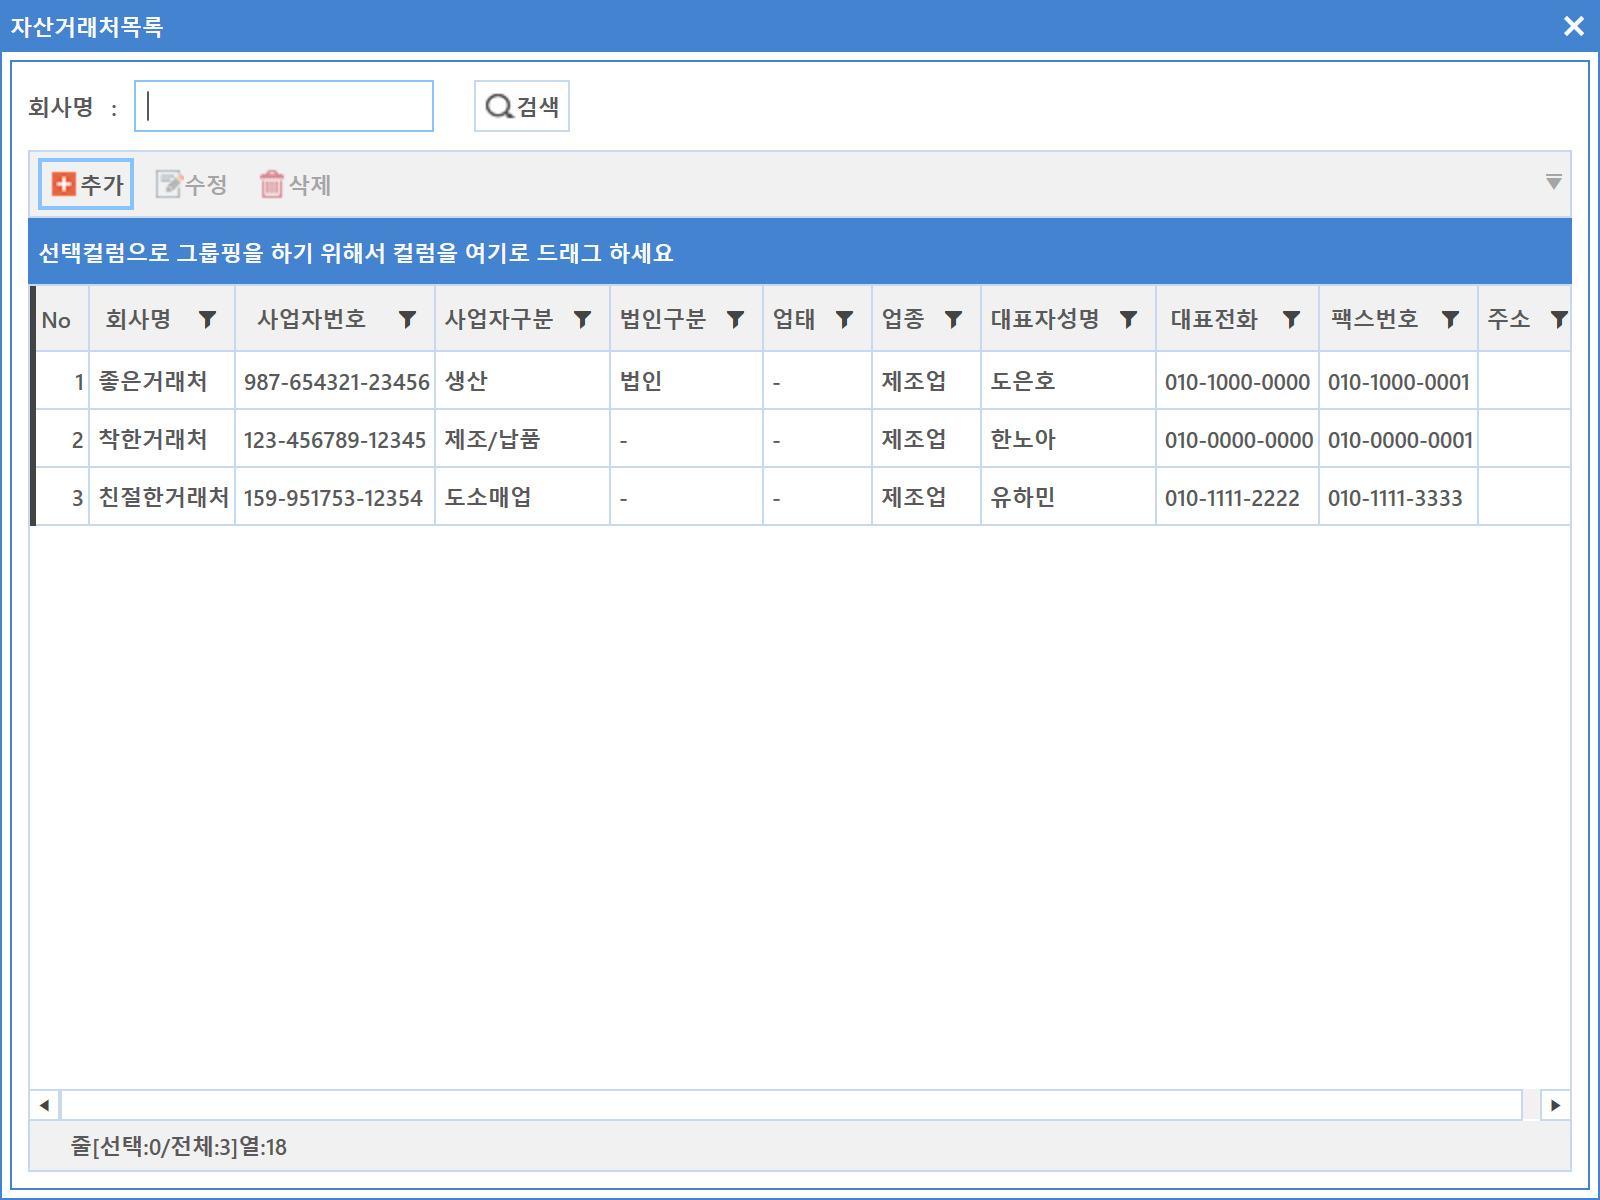 자산거래처목록
회사명 : 검색
추가 수정 삭제
선택컬럼으로 그룹핑을 하기 위해서 컬럼을 여기로 드래그 하세요
No 회사명 사업자번호 사업자구분 법인구분 업태 업종 대표자성명 대표전화 팩스번호 주소
1 좋은거래처 987-654321-23456 생산 법인 - 제조업 도은호 010-1000-0000 010-1000-0001
2 착한거래처 123-456789-12345 제조/납품 - - 제조업 한노아 010-0000-0000 010-0000-0001
3 친절한거래처 159-951753-12354 도소매업 - - 제조업 유하민 010-1111-2222 010-1111-3333
줄[선택:0/전체:3]열:18